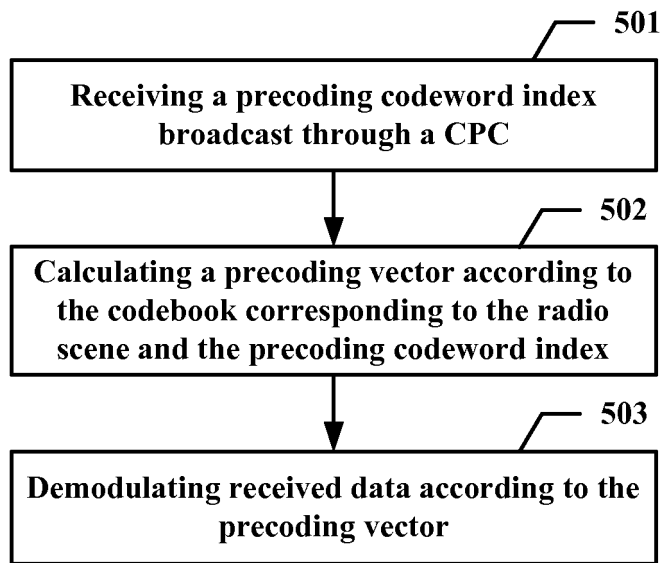 501
Receiving a precoding codeword index
broadcast through a CPC
502
Calculating a precoding vector according to
the codebook corresponding to the radio
scene and the precoding codeword index
503
Demodulating received data according to the
precoding vector